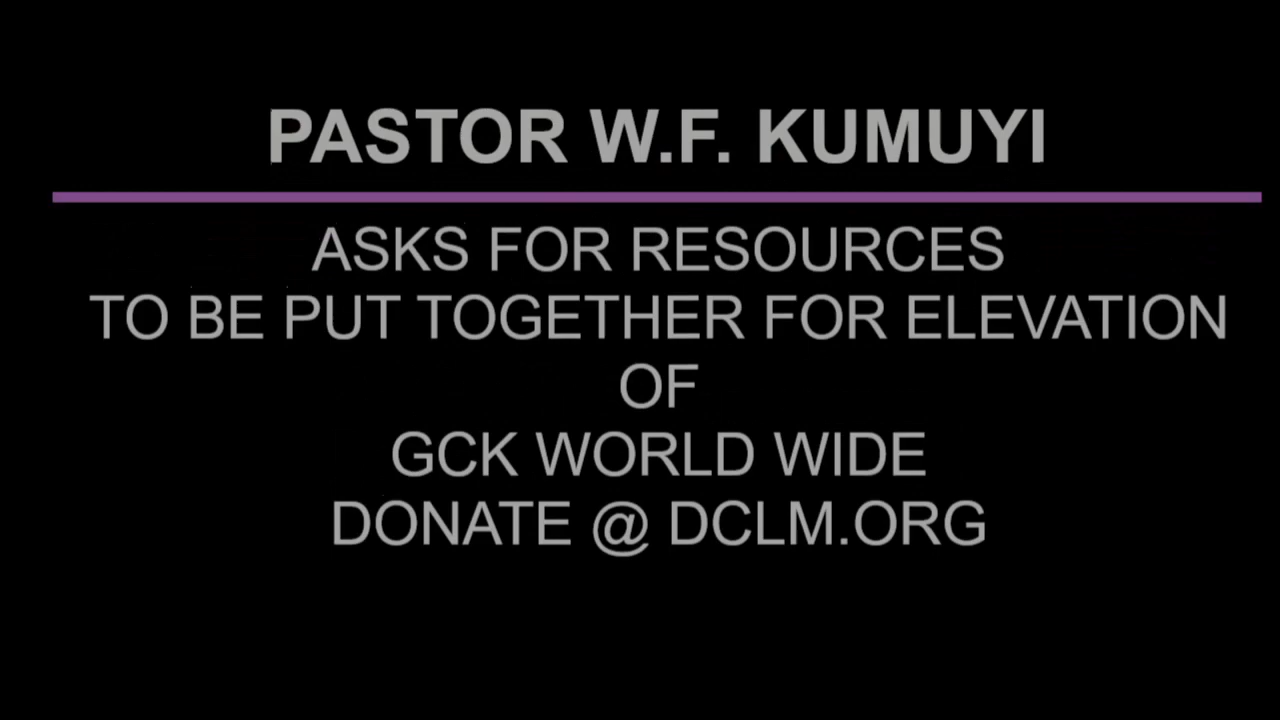 PASTOR W.F. KUMUYI
ASKS FOR RESOURCES
TO BE PUT TOGETHER FOR ELEVATION
OF
GCK WORLD WIDE
DONATE @ DCLM.ORG